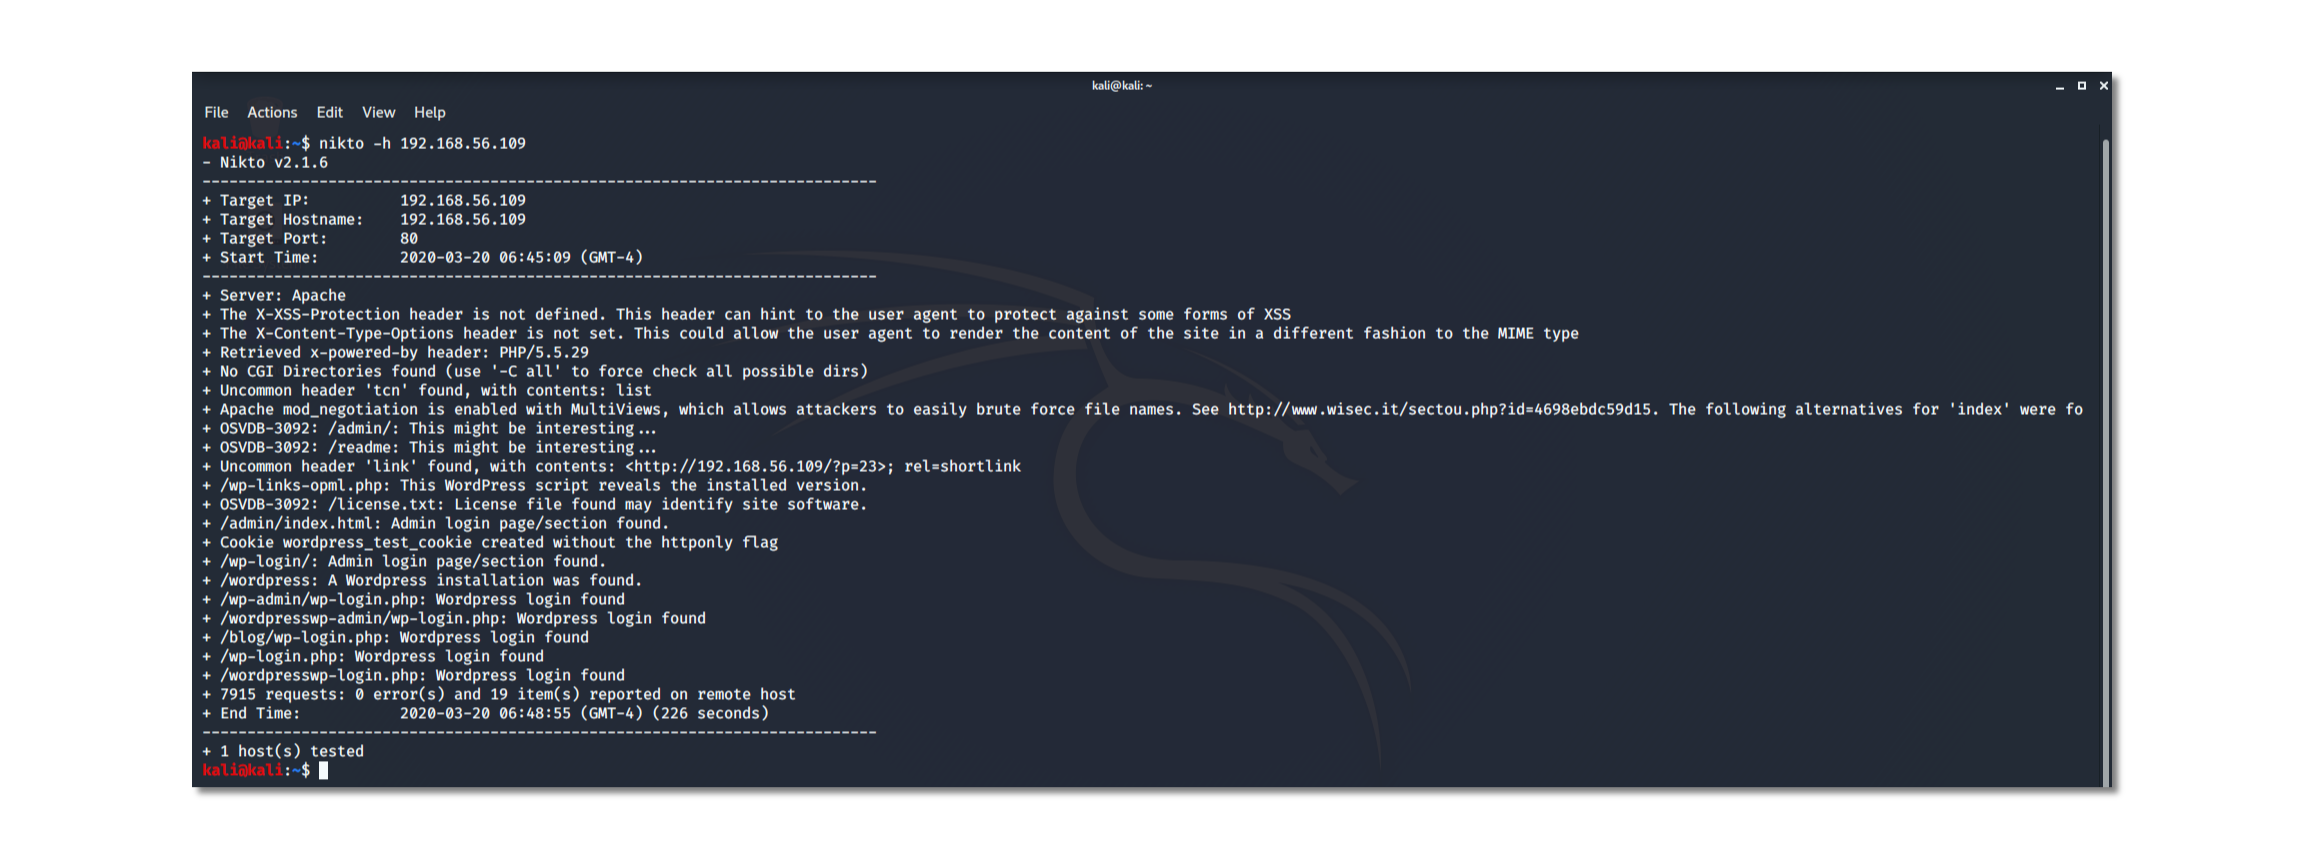 kali@kali: ~
File Actions Edit View Help
kali@kali:~$ nikto -h 192.168.56.109
- Nikto v2.1.6
---------------------------------------------------------------------------
+ Target IP:          192.168.56.109
+ Target Hostname:    192.168.56.109
+ Target Port:        80
+ Start Time:         2020-03-20 06:45:09 (GMT-4)
---------------------------------------------------------------------------
+ Server: Apache
+ The X-XSS-Protection header is not defined. This header can hint to the user agent to protect against some forms of XSS
+ The X-Content-Type-Options header is not set. This could allow the user agent to render the content of the site in a different fashion to the MIME type
+ Retrieved x-powered-by header: PHP/5.5.29
+ No CGI Directories found (use '-C all' to force check all possible dirs)
+ Uncommon header 'tcn' found, with contents: list
+ Apache mod_negotiation is enabled with MultiViews, which allows attackers to easily brute force file names. See http://www.wisec.it/sectou.php?id=4698ebdc59d15. The following alternatives for 'index' were fo
+ OSVDB-3092: /admin/: This might be interesting...
+ OSVDB-3092: /readme: This might be interesting...
+ Uncommon header 'link' found, with contents: <http://192.168.56.109/?p=23>; rel=shortlink
+ /wp-links-opml.php: This WordPress script reveals the installed version.
+ OSVDB-3092: /license.txt: License file found may identify site software.
+ /admin/index.html: Admin login page/section found.
+ Cookie wordpress_test_cookie created without the httponly flag
+ /wp-login/: Admin login page/section found.
+ /wordpress: A Wordpress installation was found.
+ /wp-admin/wp-login.php: Wordpress login found
+ /wordpresswp-admin/wp-login.php: Wordpress login found
+ /blog/wp-login.php: Wordpress login found
+ /wp-login.php: Wordpress login found
+ /wordpresswp-login.php: Wordpress login found
+ 7915 requests: 0 error(s) and 19 item(s) reported on remote host
+ End Time:           2020-03-20 06:48:55 (GMT-4) (226 seconds)
---------------------------------------------------------------------------
+ 1 host(s) tested
kali@kali:~$